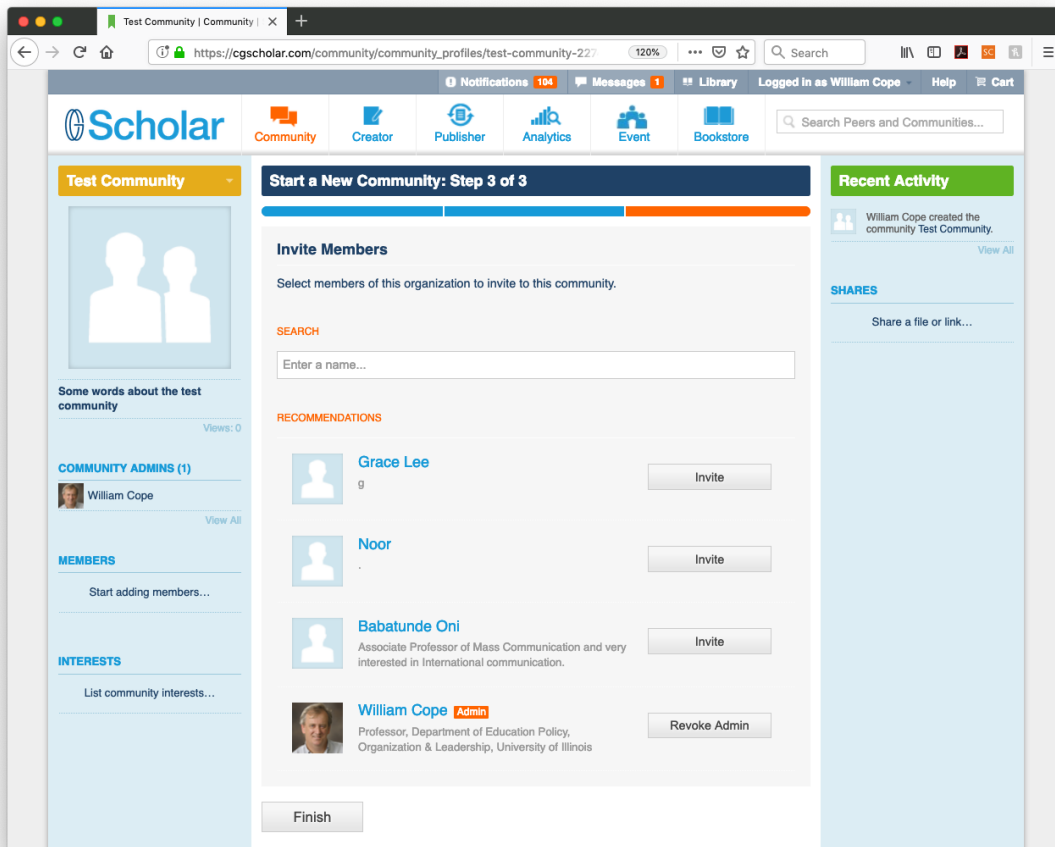 Test Community | Community |
https://cgscholar.com/community/community_profiles/test-community-227
120%
Search
SC
Notifications 104
Messages 1
Library
Logged in as William Cope
Help
Cart
Scholar
Community
Creator
Publisher
Analytics
Event
Bookstore
Search Peers and Communities...
Test Community
Some words about the test
community
Views: 0
COMMUNITY ADMINS (1)
William Cope
View All
MEMBERS
Start adding members...
INTERESTS
List community interests...
Start a New Community: Step 3 of 3
Invite Members
Select members of this organization to invite to this community.
SEARCH
Enter a name...
RECOMMENDATIONS
Grace Lee
g
Invite
Noor
.
Invite
Babatunde Oni
Associate Professor of Mass Communication and very
interested in International communication.
Invite
William Cope Admin
Professor, Department of Education Policy,
Organization & Leadership, University of Illinois
Revoke Admin
Finish
Recent Activity
William Cope created the
community Test Community.
View All
SHARES
Share a file or link...